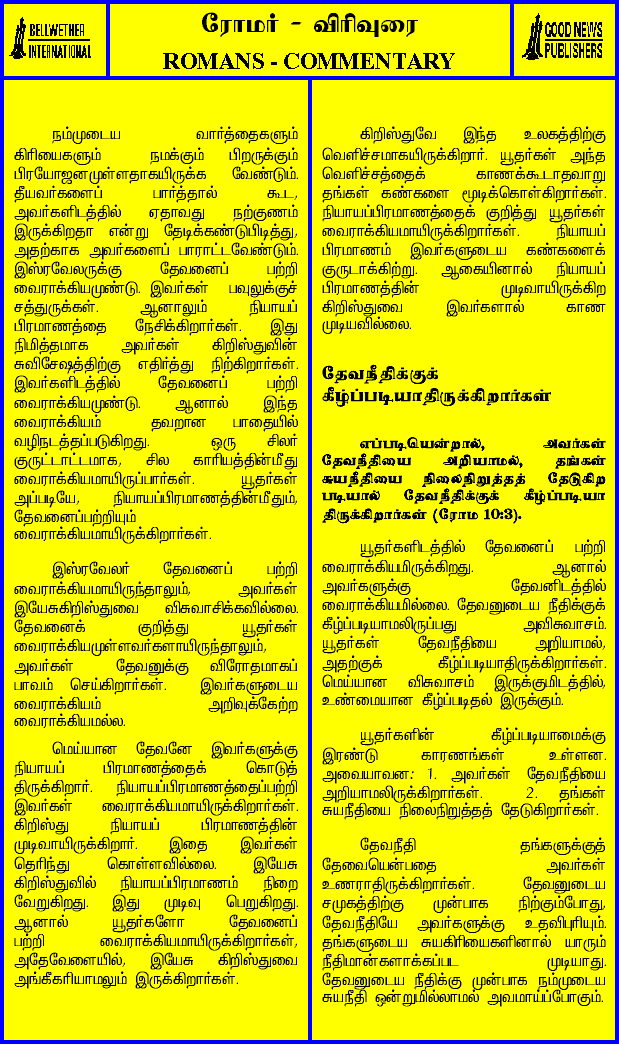 BELLWETHER
INTERNATIONAL
ரோமர் - விரிவுரை
ROMANS - COMMENTARY
GOOD NEWS
PUBLISHERS
நம்முடைய வார்த்தைகளும்
கிரியைகளும் நமக்கும் பிறருக்கும்
பிரயோஜனமுள்ளதாகயிருக்க வேண்டும்.
தீயவர்களைப் பார்த்தால் கூட,
அவர்களிடத்தில் ஏதாவது நற்குணம்
இருக்கிறதா என்று தேடிக்கண்டுபிடித்து,
அதற்காக அவர்களைப் பாராட்டவேண்டும்.
இஸ்ரவேலருக்கு தேவனைப் பற்றி
வைராக்கியமுண்டு. இவர்கள் பவுலுக்குச்
சத்துருக்கள். ஆனாலும் நியாயப்
பிரமாணத்தை நேசிக்கிறார்கள். இது
நிமித்தமாக அவர்கள் கிறிஸ்துவின்
சுவிசேஷத்திற்கு எதிர்த்து நிற்கிறார்கள்.
இவர்களிடத்தில் தேவனைப் பற்றி
வைராக்கியமுண்டு. ஆனால் இந்த
வைராக்கியம் தவறான பாதையில்
வழிநடத்தப்படுகிறது. ஒரு சிலர்
குருட்டாட்டமாக, சில காரியத்தின்மீது
வைராக்கியமாயிருப்பார்கள். யூதர்கள்
அப்படியே, நியாயப்பிரமாணத்தின்மீதும்,
தேவனைப்பற்றியும்
வைராக்கியமாயிருக்கிறார்கள்.
இஸ்ரவேலர் தேவனைப் பற்றி
வைராக்கியமாயிருந்தாலும், அவர்கள்
இயேசுகிறிஸ்துவை விசுவாசிக்கவில்லை.
தேவனைக் குறித்து யூதர்கள்
வைராக்கியமுள்ளவர்களாயிருந்தாலும்,
அவர்கள் தேவனுக்கு விரோதமாகப்
பாவம் செய்கிறார்கள். இவர்களுடைய
வைராக்கியம் அறிவுக்கேற்ற
வைராக்கியமல்ல.
மெய்யான தேவனே இவர்களுக்கு
நியாயப் பிரமாணத்தைக் கொடுத்
திருக்கிறார். நியாயப்பிரமாணத்தைப்பற்றி
இவர்கள் வைராக்கியமாயிருக்கிறார்கள்.
கிறிஸ்து நியாயப் பிரமாணத்தின்
முடிவாயிருக்கிறார். இதை இவர்கள்
தெரிந்து கொள்ளவில்லை. இயேசு
கிறிஸ்துவில் நியாயப்பிரமாணம் நிறை
வேறுகிறது. இது முடிவு பெறுகிறது.
ஆனால் யூதர்களோ தேவனைப்
பற்றி வைராக்கியமாயிருக்கிறார்கள்,
அதேவேளையில், இயேசு கிறிஸ்துவை
அங்கீகரியாமலும் இருக்கிறார்கள்.
கிறிஸ்துவே இந்த உலகத்திற்கு
வெளிச்சமாகயிருக்கிறார். யூதர்கள் அந்த
வெளிச்சத்தைக் காணக்கூடாதவாறு
தங்கள் கண்களை மூடிக்கொள்கிறார்கள்.
நியாயப்பிரமாணத்தைக் குறித்து யூதர்கள்
வைராக்கியமாயிருக்கிறார்கள். நியாயப்
பிரமாணம் இவர்களுடைய கண்களைக்
குருடாக்கிற்று. ஆகையினால் நியாயப்
பிரமாணத்தின் முடிவாயிருக்கிற
கிறிஸ்துவை இவர்களால் காண
முடியவில்லை.
தேவநீதிக்குக்
கீழ்ப்படியாதிருக்கிறார்கள்
எப்படியென்றால், அவர்கள்
தேவநீதியை அறியாமல், தங்கள்
சுயநீதியை நிலைநிறுத்தத் தேடுகிற
படியால் தேவநீதிக்குக் கீழ்ப்படியா
திருக்கிறார்கள் (ரோம 10:3).
யூதர்களிடத்தில் தேவனைப் பற்றி
வைராக்கியமிருக்கிறது. ஆனால்
அவர்களுக்கு தேவனிடத்தில்
வைராக்கியமில்லை. தேவனுடைய நீதிக்குக்
கீழ்ப்படியாமலிருப்பது அவிசுவாசம்.
யூதர்கள் தேவநீதியை அறியாமல்,
அதற்குக் கீழ்ப்படியாதிருக்கிறார்கள்.
மெய்யான விசுவாசம் இருக்குமிடத்தில்,
உண்மையான கீழ்ப்படிதல் இருக்கும்.
யூதர்களின் கீழ்ப்படியாமைக்கு
இரண்டு காரணங்கள் உள்ளன.
அவையாவன: 1. அவர்கள் தேவநீதியை
அறியாமலிருக்கிறார்கள். 2. தங்கள்
சுயநீதியை நிலைநிறுத்தத் தேடுகிறார்கள்.
தேவநீதி தங்களுக்குத்
தேவையென்பதை அவர்கள்
உணராதிருக்கிறார்கள். தேவனுடைய
சமுகத்திற்கு முன்பாக நிற்கும்போது,
தேவநீதியே அவர்களுக்கு உதவிபுரியும்.
தங்களுடைய சுயகிரியைகளினால் யாரும்
நீதிமான்களாக்கப்பட முடியாது.
தேவனுடைய நீதிக்கு முன்பாக நம்முடைய
சுயநீதி ஒன்றுமில்லாமல் அவமாய்ப்போகும்.